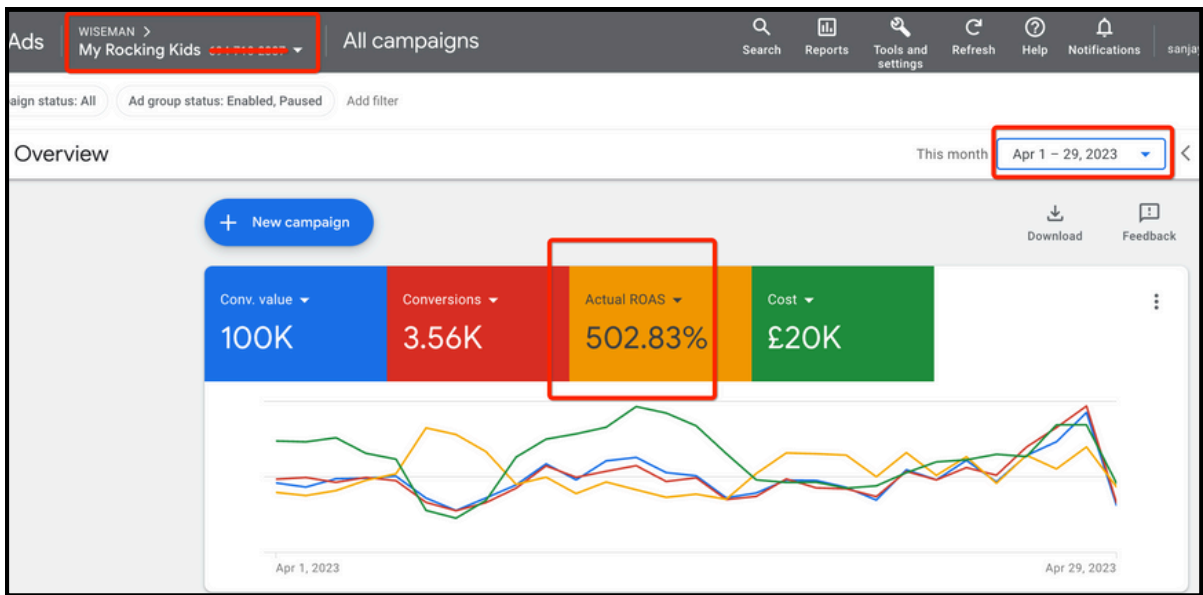 Ads
WISEMAN >
My Rocking Kids
All campaigns
Search
Reports
Tools and
settings
Refresh
Help
Notifications
sanja
aign status: All
Ad group status: Enabled, Paused
Add filter
Overview
This month
Apr 1 – 29, 2023
+ New campaign
Download
Feedback
Conv. value
100K
Conversions
3.56K
Actual ROAS
502.83%
Cost
£20K
Apr 1, 2023
Apr 29, 2023